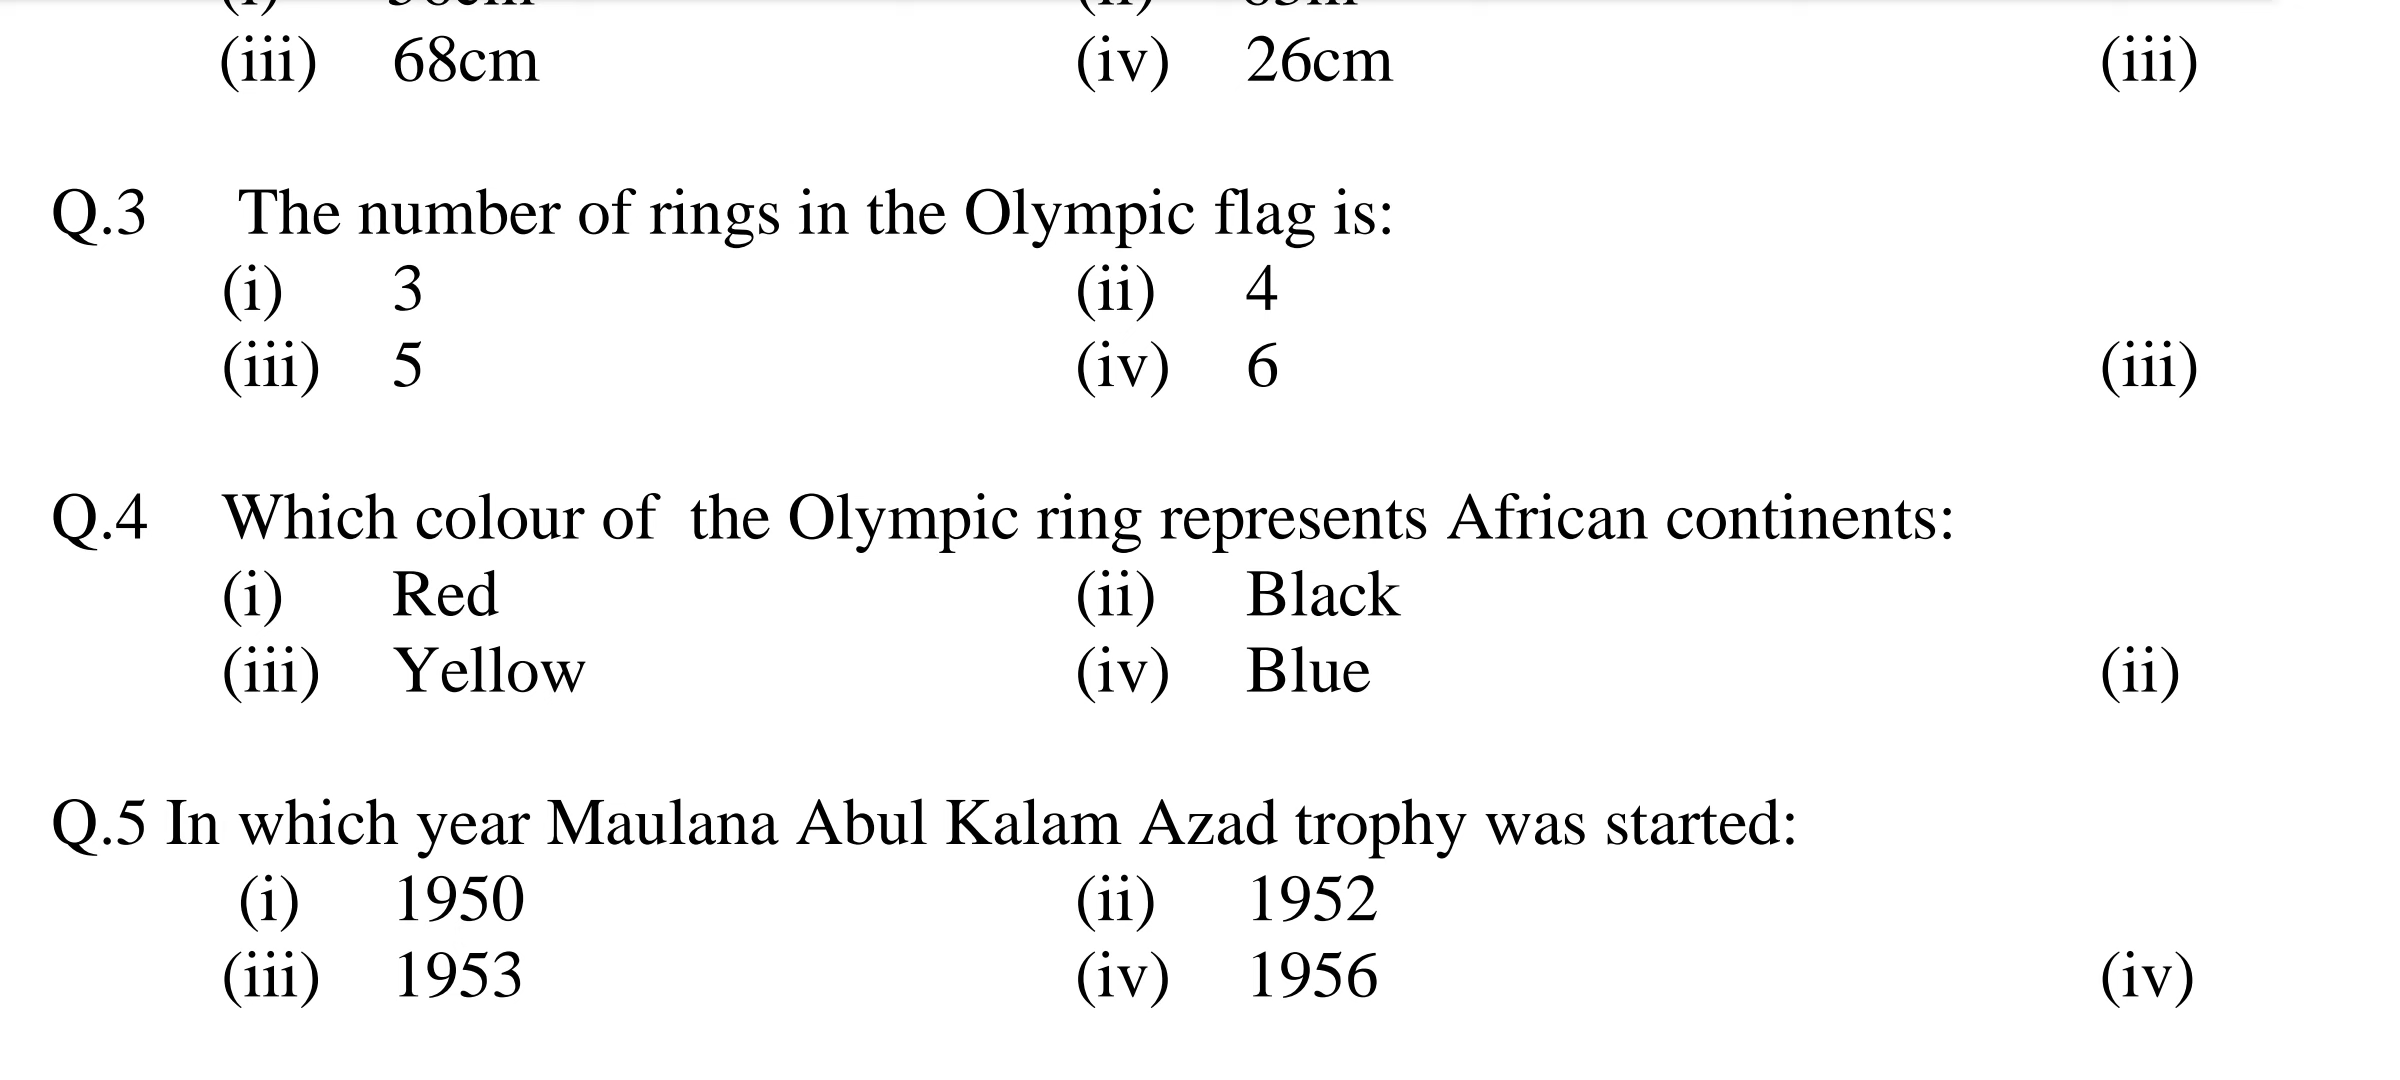 (iii) 68cm (iv) 26cm (iii)
Q.3 The number of rings in the Olympic flag is:
(i) 3 (ii) 4
(iii) 5 (iv) 6 (iii)
Q.4 Which colour of the Olympic ring represents African continents:
(i) Red (ii) Black
(iii) Yellow (iv) Blue (ii)
Q.5 In which year Maulana Abul Kalam Azad trophy was started:
(i) 1950 (ii) 1952
(iii) 1953 (iv) 1956 (iv)